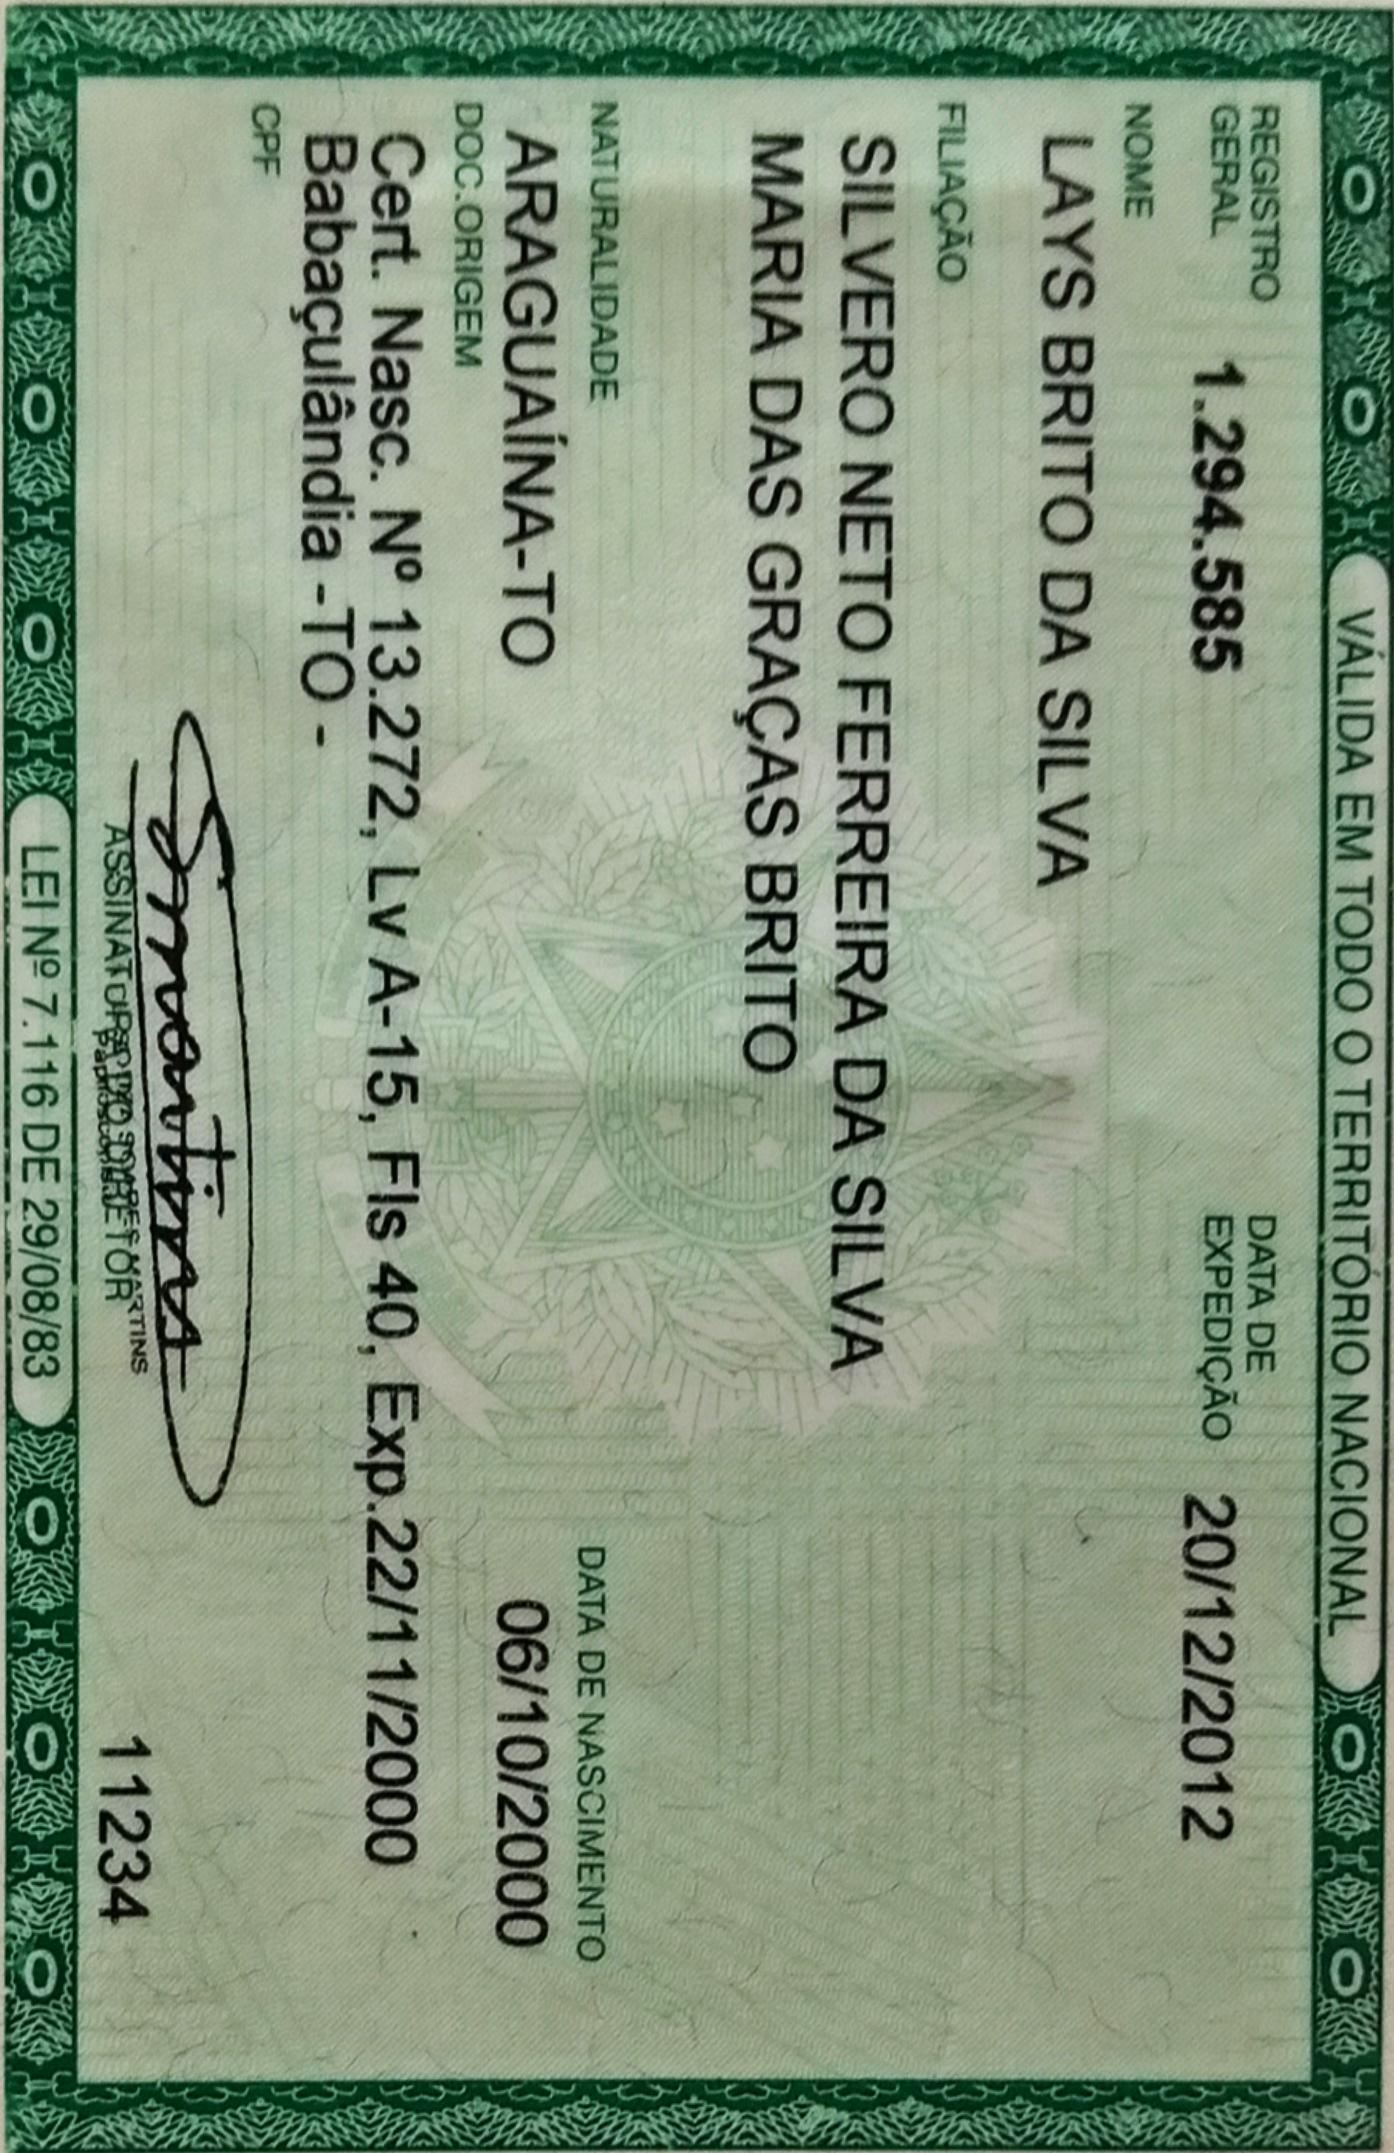 VÁLIDA EM TODO O TERRITÓRIO NACIONAL
REGISTRO
GERAL
1.294.585
DATA DE
EXPEDIÇÃO
20/12/2012
NOME
LAYS BRITO DA SILVA
FILIAÇÃO
SILVERO NETO FERREIRA DA SILVA
MARIA DAS GRAÇAS BRITO
NATURALIDADE
DATA DE NASCIMENTO
ARAGUAÍNA-TO
06/10/2000
DOC.ORIGEM
Cert. Nasc. Nº 13.272, Lv A-15, Fls 40, Exp.22/11/2000
Babaçulândia -TO -
CPF
11234
MARTINS
ASSINATURA DO DIRETOR
LEI Nº 7.116 DE 29/08/83